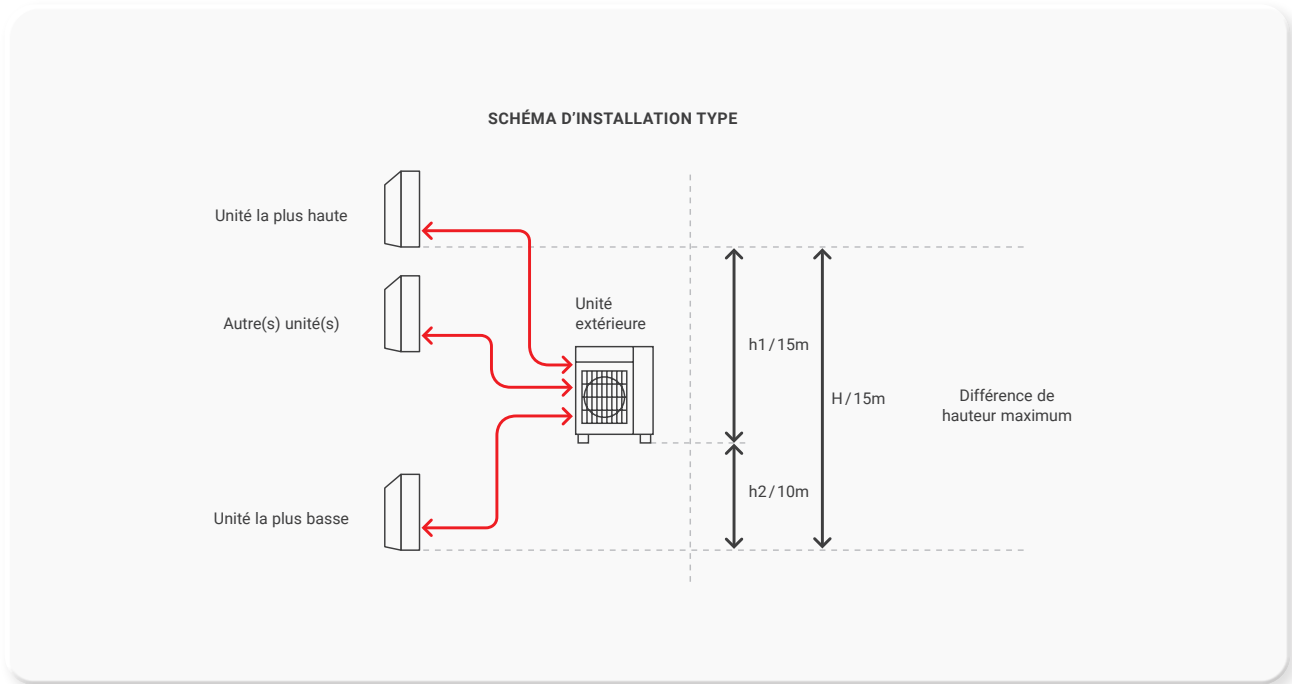 SCHÉMA D’INSTALLATION TYPE
Unité la plus haute
Autre(s) unité(s)
Unité la plus basse
Unité
extérieure
h1/15m
H/15m
h2/10m
Différence de
hauteur maximum